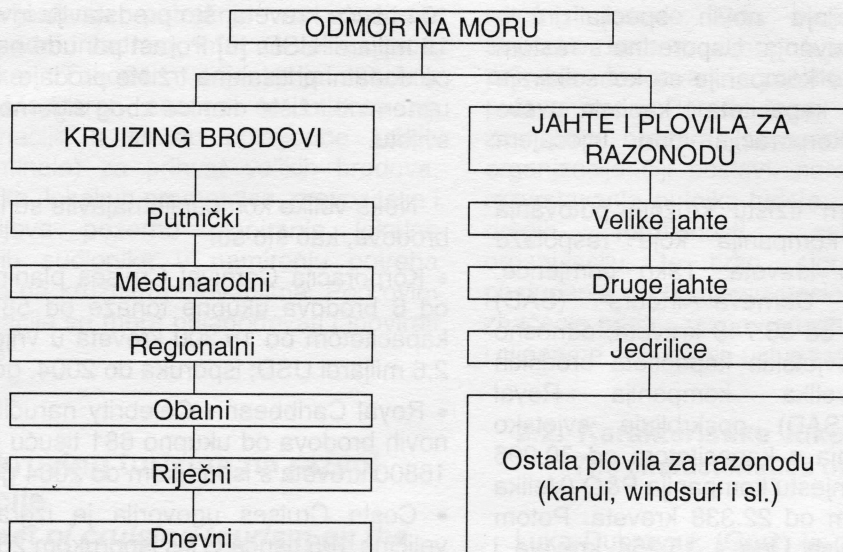 ODMOR NA MORU
KRUIZING BRODOVI
JAHTE I PLOVILA ZA
RAZONODU
Putnički
Međunarodni
Regionalni
Obalni
Riječni
Dnevni
Velike jahte
Druge jahte
Jedrilice
Ostala plovila za razonodu
(kanui, windsurf i sl.)